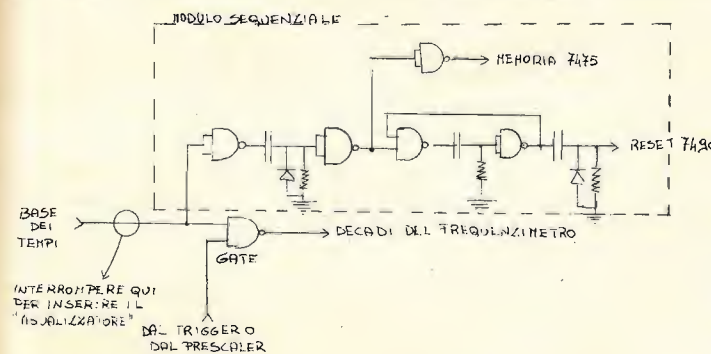 MODULO SEQUENZIALE
MEMORIA 7475
RESET 7490
BASE
DEI
TEMPI
DECADI DEL FREQUENZIMETRO
GATE
INTERROMPERE QUI
PER INSERIRE IL
"VISUALIZZATORE"
DAL TRIGGER O
DAL PRESCALER